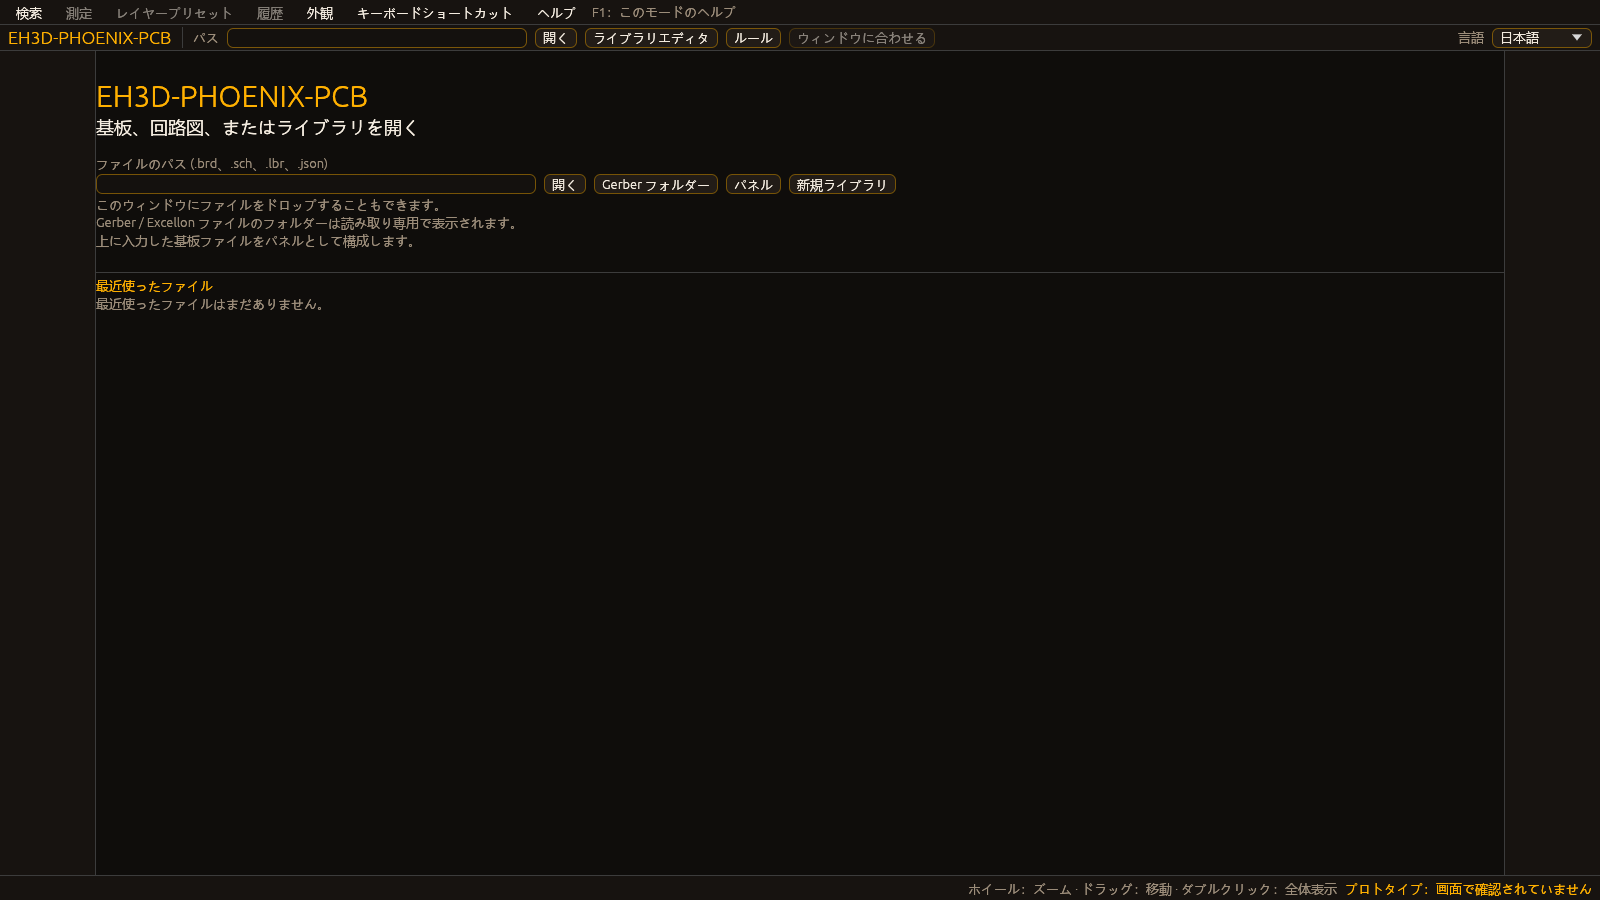 検索 測定 レイヤープリセット 履歴 外観 キーボードショートカット ヘルプ F1: このモードのヘルプ
EH3D-PHOENIX-PCB パス 開く ライブラリエディタ ルール ウィンドウに合わせる 言語 日本語
EH3D-PHOENIX-PCB
基板、回路図、またはライブラリを開く
ファイルのパス (.brd、.sch、.lbr、.json)
開く Gerber フォルダー パネル 新規ライブラリ
このウィンドウにファイルをドロップすることもできます。
Gerber / Excellon ファイルのフォルダーは読み取り専用で表示されます。
上に入力した基板ファイルをパネルとして構成します。
最近使ったファイル
最近使ったファイルはまだありません。
ホイール: ズーム · ドラッグ: 移動 · ダブルクリック: 全体表示 プロトタイプ: 画面で確認されていません